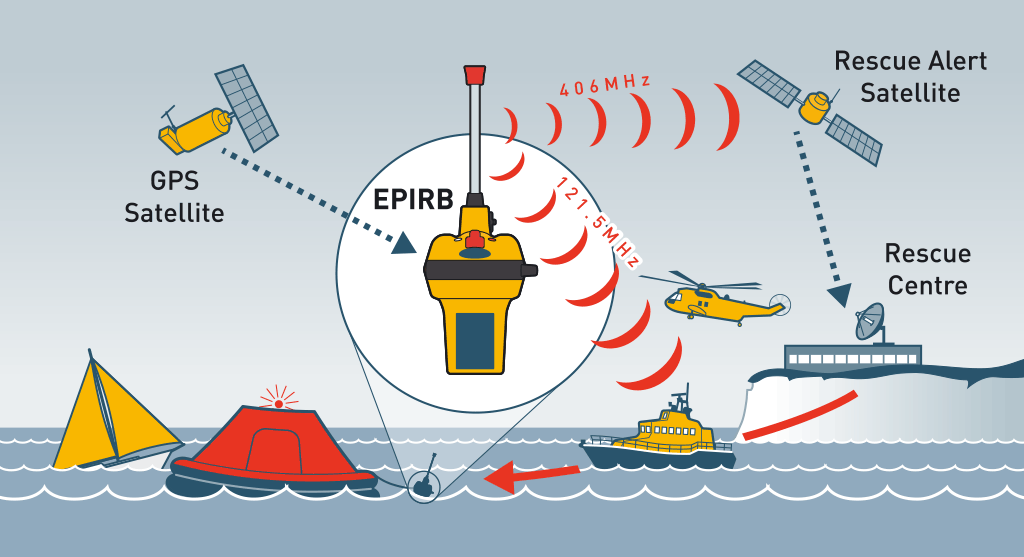 406MHz
Rescue Alert
Satellite
GPS
Satellite
EPIRB
121.5MHz
Rescue
Centre